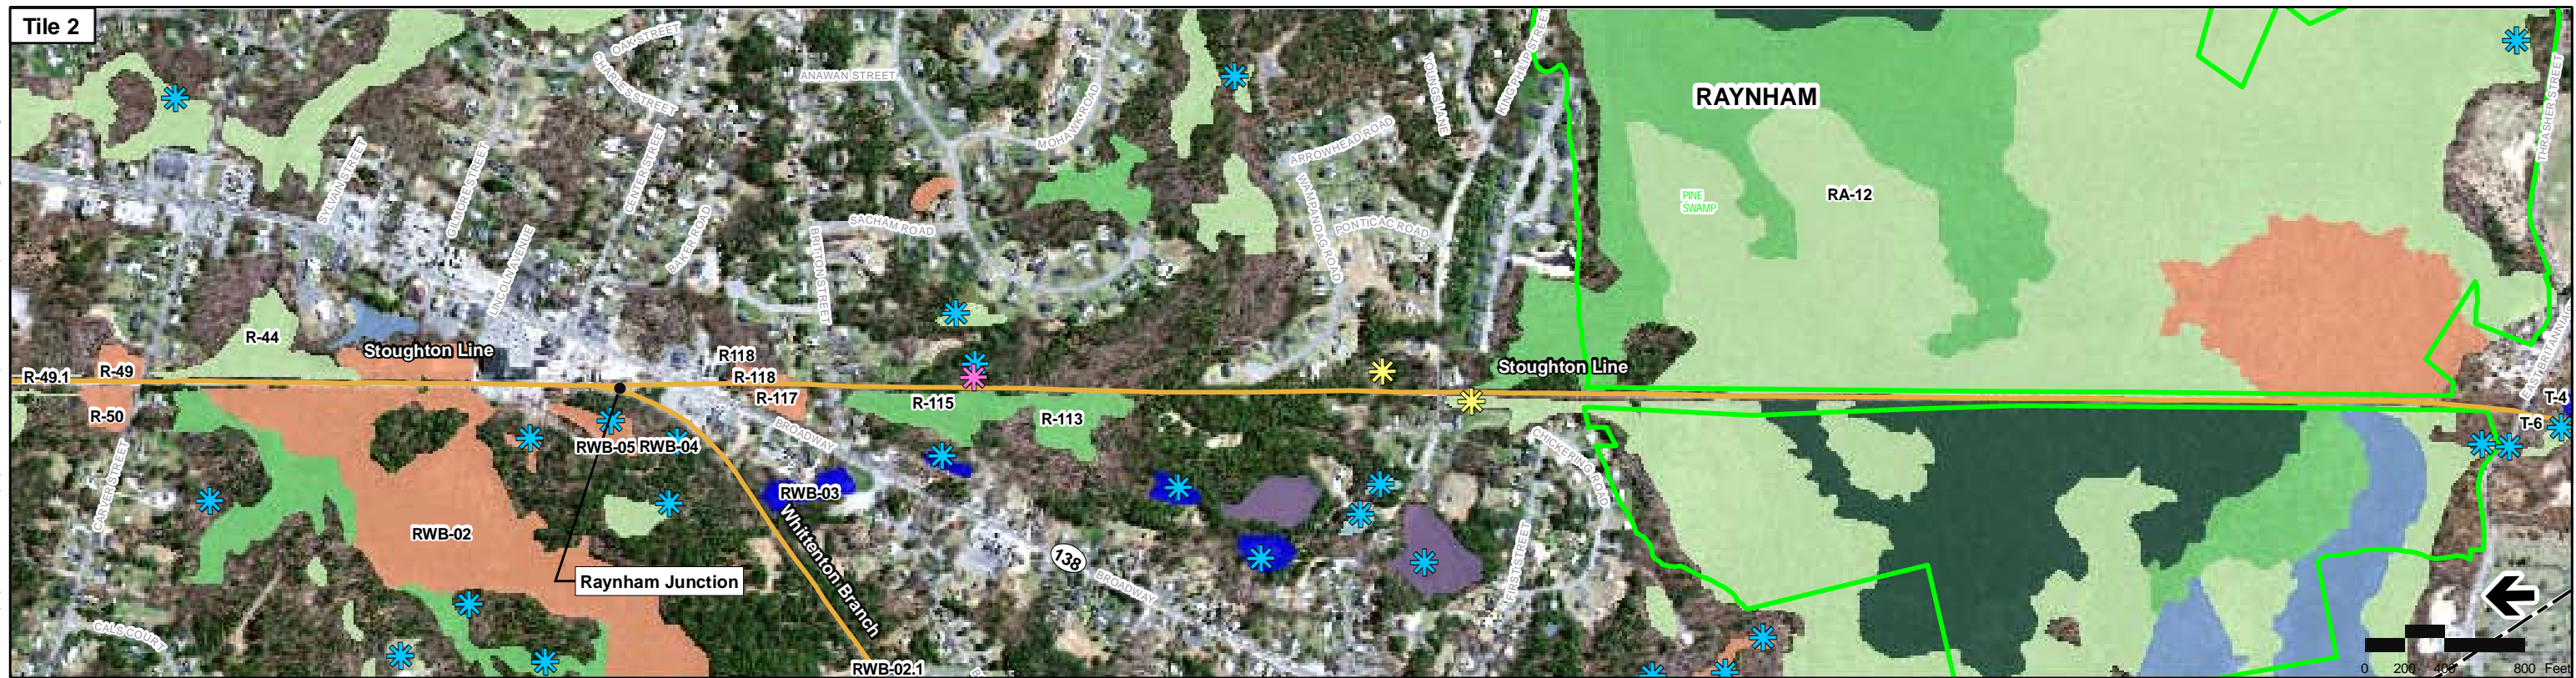 Tile 2
OAK STREET
CHARLES STREET
ANAWAN STREET
MOHAWK ROAD
YOUNGS LANE
KING PHILIP STREET
RAYNHAM
THRASHER STREET
SYLVAN STREET
GILMORE STREET
CENTER STREET
ARROWHEAD ROAD
WAMPANOAG ROAD
PINE
SWAMP
RA-12
LINCOLN AVENUE
BAKER ROAD
BRITTON STREET
SACHAM ROAD
PONTICAC ROAD
R-44
Stoughton Line
R118
R-49
R-49.1
R-118
Stoughton Line
R-117
R-50
R-115
R-113
T-4
T-6
BROADWAY
CHICKERING ROAD
RWB-05
RWB-04
CARVER STREET
RWB-02
RWB-03
Whittenton Branch
138
BROADWAY
FIRST STREET
Raynham Junction
CALS COURT
RWB-02.1
0 200 400 800 Feet